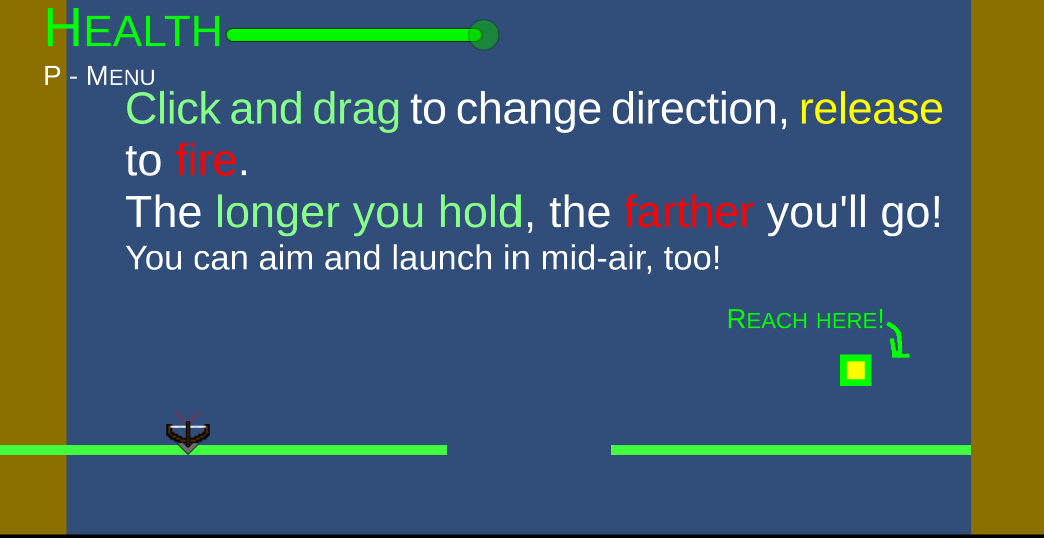 HEALTH
P - MENU
Click and drag to change direction, release
to fire.
The longer you hold, the farther you'll go!
You can aim and launch in mid-air, too!
REACH HERE!